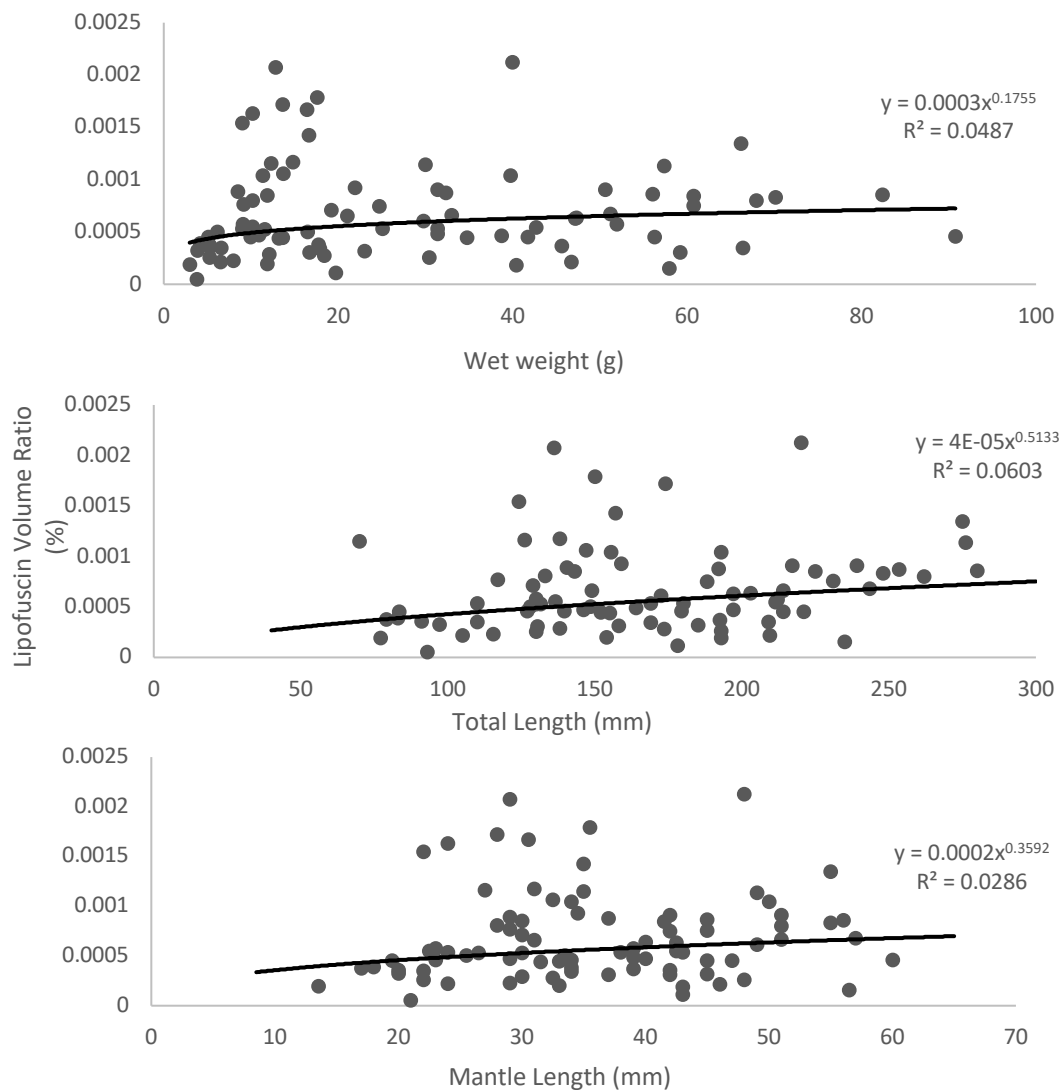 0.0025
0.002
0.0015
0.001
0.0005
0
y = 0.0003x^0.1755
R² = 0.0487
0 20 40 60 80 100
Wet weight (g)
Lipofuscin Volume Ratio
(%)
0.0025
0.002
0.0015
0.001
0.0005
0
y = 4E-05x^0.5133
R² = 0.0603
0 50 100 150 200 250 300
Total Length (mm)
0.0025
0.002
0.0015
0.001
0.0005
0
y = 0.0002x^0.3592
R² = 0.0286
0 10 20 30 40 50 60 70
Mantle Length (mm)